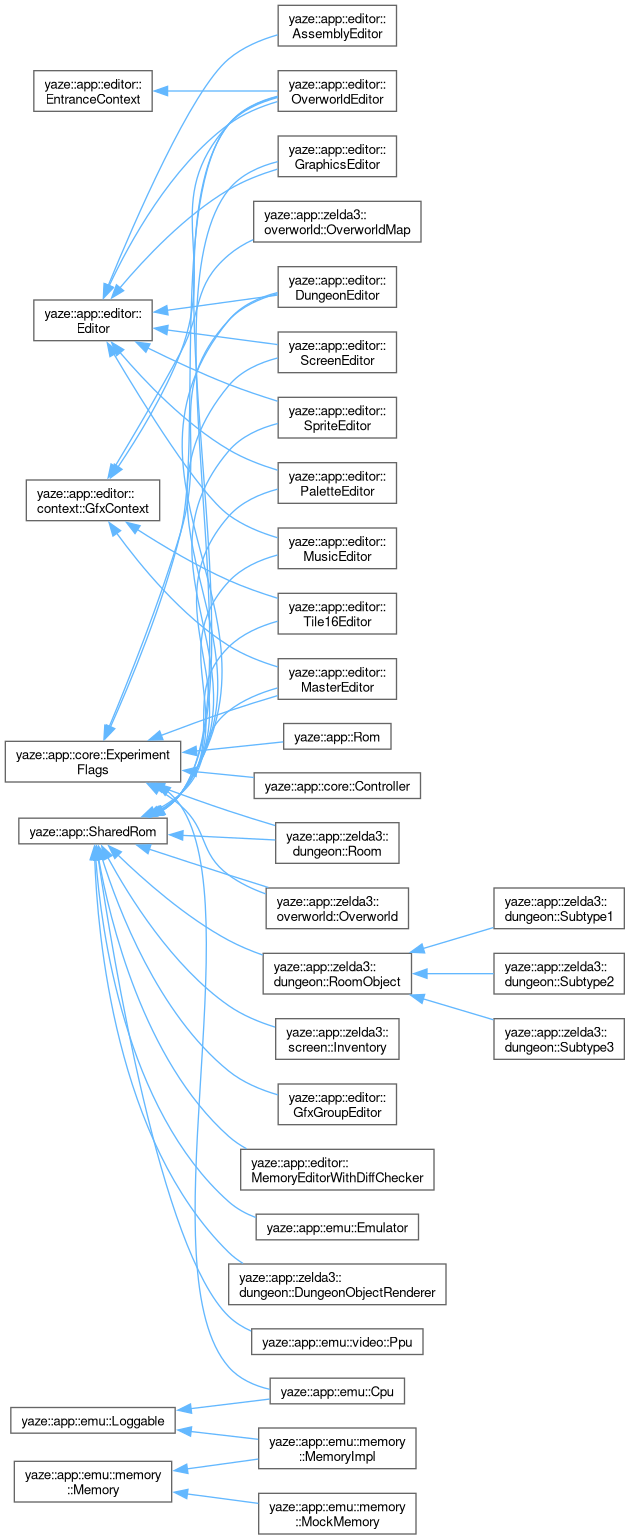 yaze::app::editor::
AssemblyEditor
yaze::app::editor::
EntranceContext
yaze::app::editor::
OverworldEditor
yaze::app::editor::
GraphicsEditor
yaze::app::zelda3::
overworld::OverworldMap
yaze::app::editor::
DungeonEditor
yaze::app::editor::
Editor
yaze::app::editor::
ScreenEditor
yaze::app::editor::
SpriteEditor
yaze::app::editor::
PaletteEditor
yaze::app::editor::
context::GfxContext
yaze::app::editor::
MusicEditor
yaze::app::editor::
Tile16Editor
yaze::app::editor::
MasterEditor
yaze::app::Rom
yaze::app::core::Experiment
Flags
yaze::app::core::Controller
yaze::app::SharedRom
yaze::app::zelda3::
dungeon::Room
yaze::app::zelda3::
overworld::Overworld
yaze::app::zelda3::
dungeon::Subtype1
yaze::app::zelda3::
dungeon::RoomObject
yaze::app::zelda3::
dungeon::Subtype2
yaze::app::zelda3::
screen::Inventory
yaze::app::zelda3::
dungeon::Subtype3
yaze::app::editor::
GfxGroupEditor
yaze::app::editor::
MemoryEditorWithDiffChecker
yaze::app::emu::Emulator
yaze::app::zelda3::
dungeon::DungeonObjectRenderer
yaze::app::emu::video::Ppu
yaze::app::emu::Cpu
yaze::app::emu::Loggable
yaze::app::emu::memory
::MemoryImpl
yaze::app::emu::memory
::Memory
yaze::app::emu::memory
::MockMemory